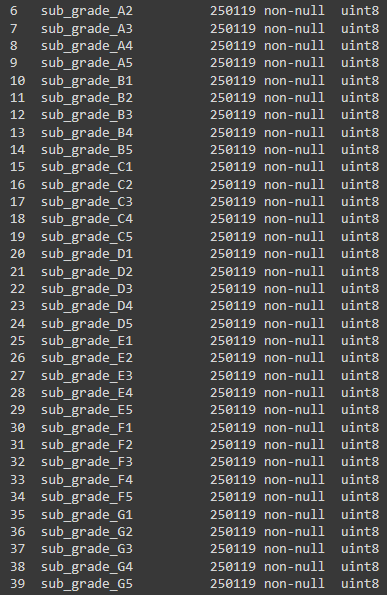 6 sub_grade_A2 250119 non-null uint8
7 sub_grade_A3 250119 non-null uint8
8 sub_grade_A4 250119 non-null uint8
9 sub_grade_A5 250119 non-null uint8
10 sub_grade_B1 250119 non-null uint8
11 sub_grade_B2 250119 non-null uint8
12 sub_grade_B3 250119 non-null uint8
13 sub_grade_B4 250119 non-null uint8
14 sub_grade_B5 250119 non-null uint8
15 sub_grade_C1 250119 non-null uint8
16 sub_grade_C2 250119 non-null uint8
17 sub_grade_C3 250119 non-null uint8
18 sub_grade_C4 250119 non-null uint8
19 sub_grade_C5 250119 non-null uint8
20 sub_grade_D1 250119 non-null uint8
21 sub_grade_D2 250119 non-null uint8
22 sub_grade_D3 250119 non-null uint8
23 sub_grade_D4 250119 non-null uint8
24 sub_grade_D5 250119 non-null uint8
25 sub_grade_E1 250119 non-null uint8
26 sub_grade_E2 250119 non-null uint8
27 sub_grade_E3 250119 non-null uint8
28 sub_grade_E4 250119 non-null uint8
29 sub_grade_E5 250119 non-null uint8
30 sub_grade_F1 250119 non-null uint8
31 sub_grade_F2 250119 non-null uint8
32 sub_grade_F3 250119 non-null uint8
33 sub_grade_F4 250119 non-null uint8
34 sub_grade_F5 250119 non-null uint8
35 sub_grade_G1 250119 non-null uint8
36 sub_grade_G2 250119 non-null uint8
37 sub_grade_G3 250119 non-null uint8
38 sub_grade_G4 250119 non-null uint8
39 sub_grade_G5 250119 non-null uint8